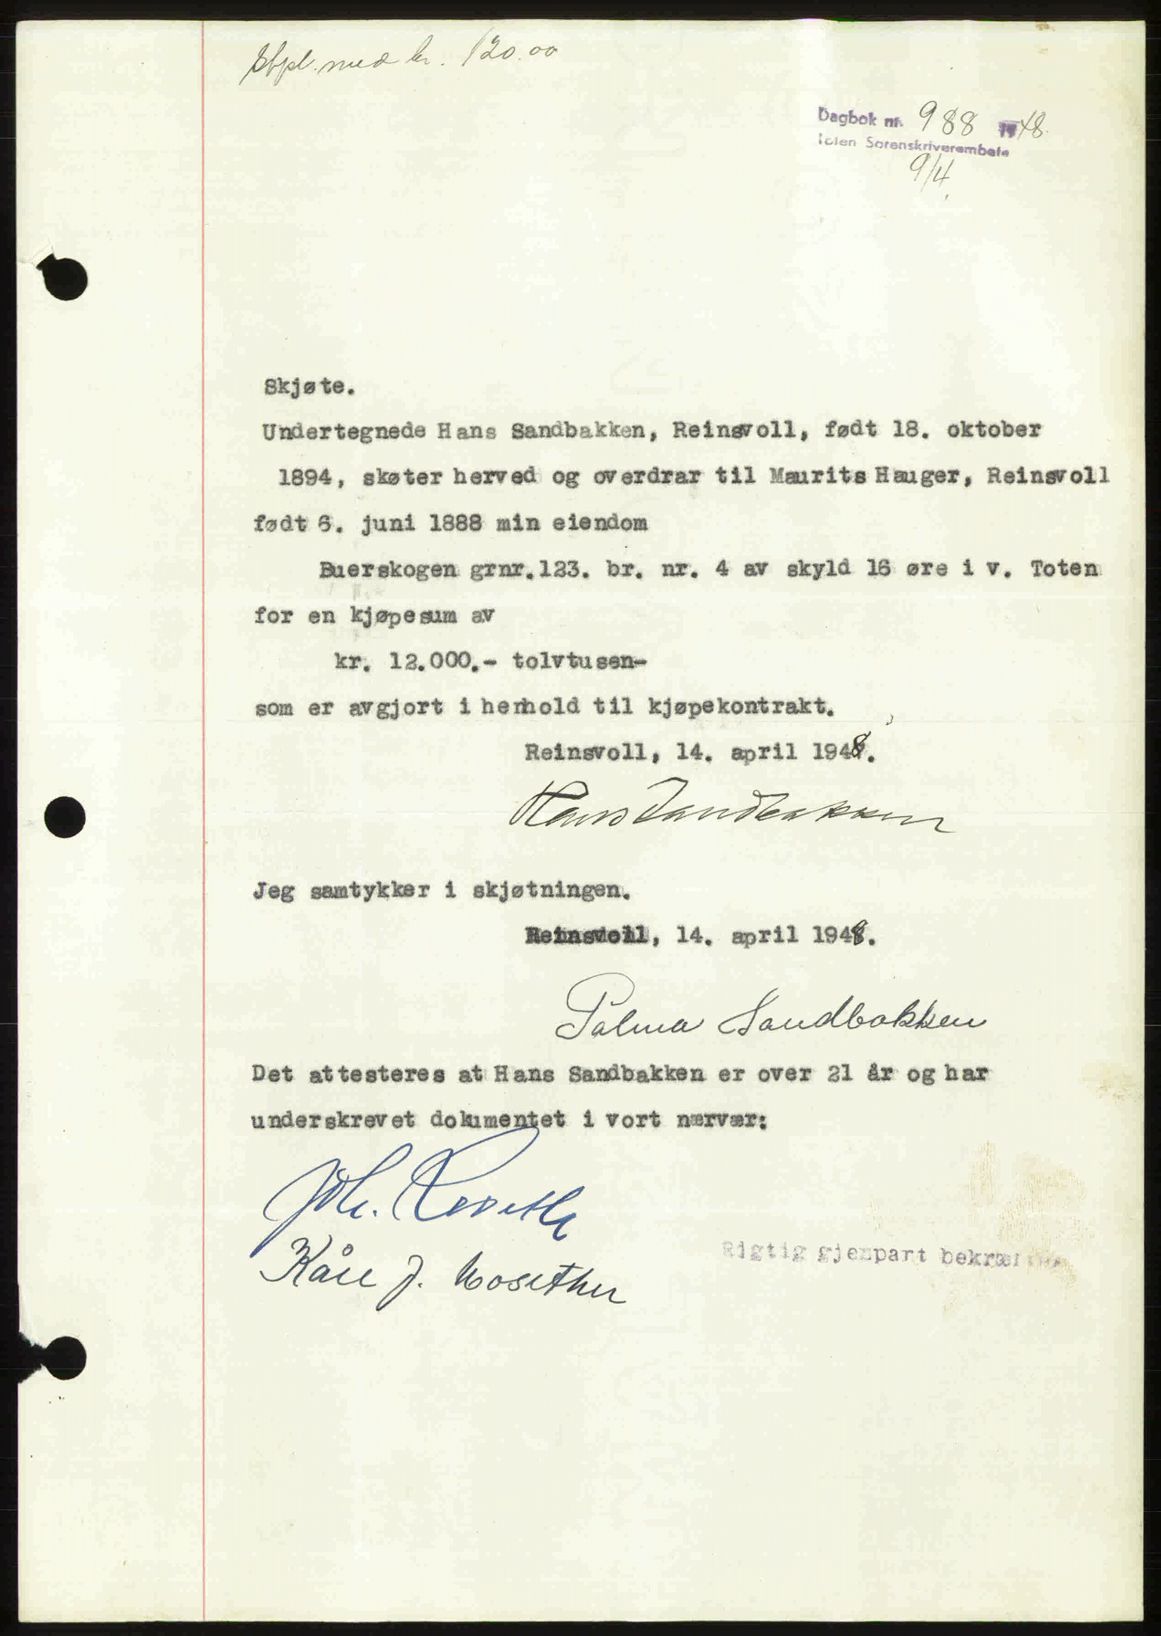 Stpl. med kr. 120.00
Dagbok nr. 988 1948.
Toten Sorenskriverembete
9/4
Skjøte.
Undertegnede Hans Sandbakken, Reinsvoll, født 18. oktober
1894, skøter herved og overdrar til Maurits Hauger, Reinsvoll
født 6. juni 1888 min eiendom
Buerskogen grnr.123. br. nr. 4 av skyld 16 øre i v. Toten
for en kjøpesum av
kr. 12.000.- tolvtusen-
som er avgjort i henhold til kjøpekontrakt.
Reinsvoll, 14. april 1948.
Hans Sandbakken
Jeg samtykker i skjøtningen.
Reinsvoll, 14. april 1948.
Palma Sandbakken
Det attesteres at Hans Sandbakken er over 21 år og har
underskrevet dokumentet i vort nærvær:
Joh.
Kåre J.
Rigtig gjenpart bekræftes